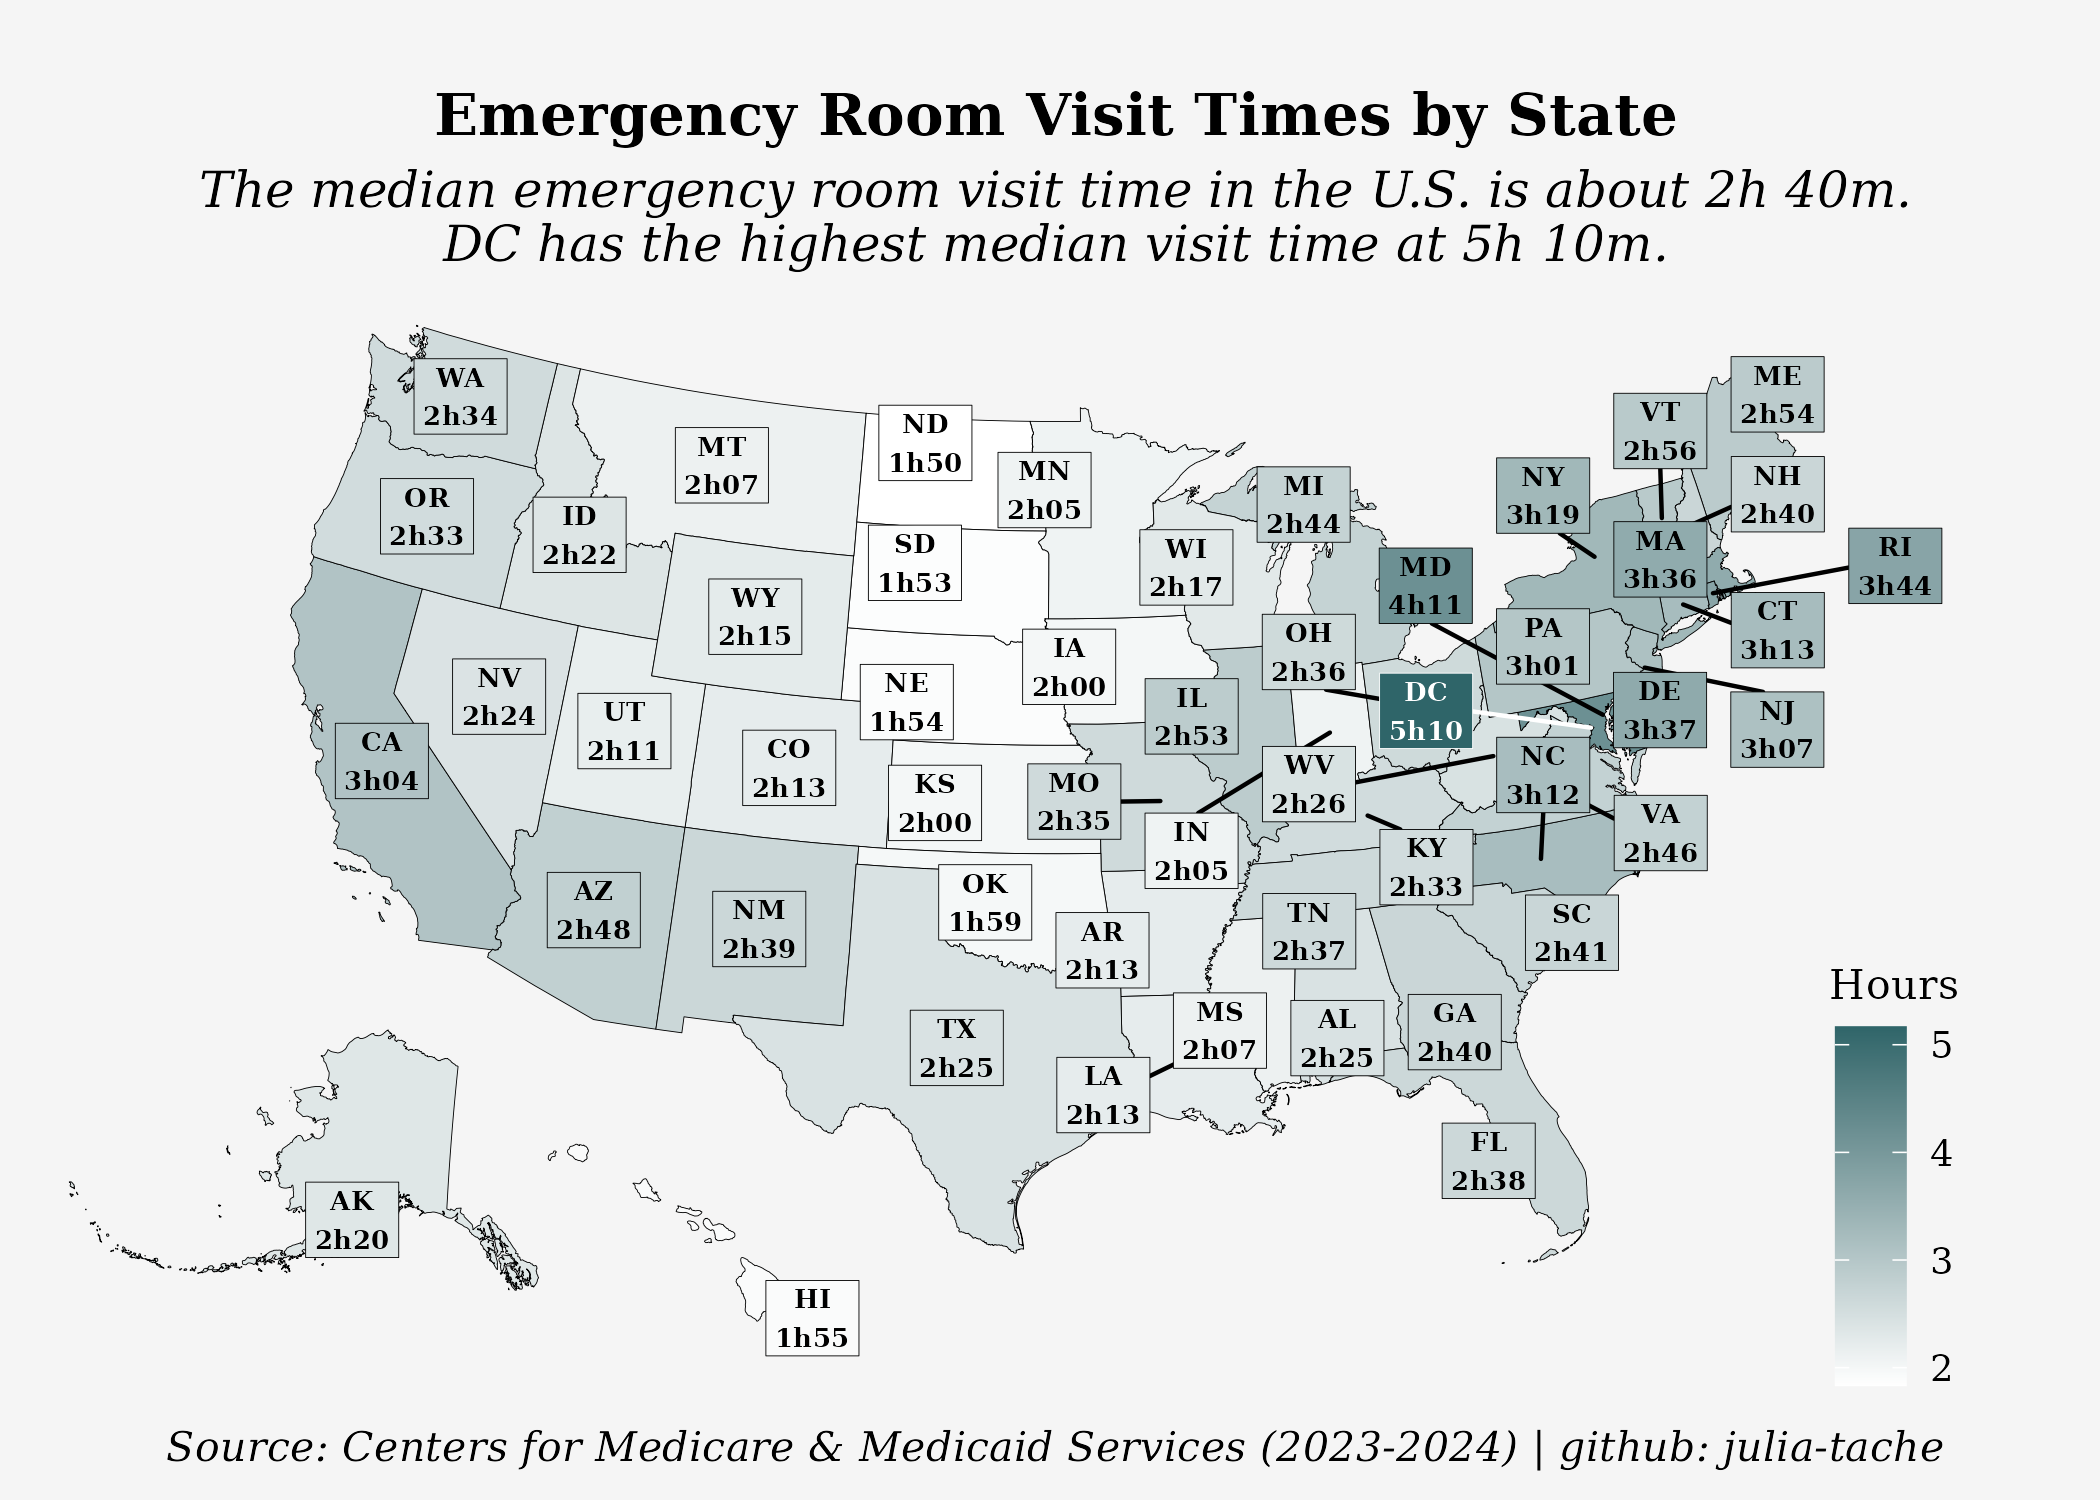 Emergency Room Visit Times by State
The median emergency room visit time in the U.S. is about 2h 40m.
DC has the highest median visit time at 5h 10m.
WA
2h34
OR
2h33
ID
2h22
MT
2h07
ND
1h50
MN
2h05
SD
1h53
WY
2h15
WI
2h17
MI
2h44
NY
3h19
VT
2h56
ME
2h54
NH
2h40
MA
3h36
RI
3h44
CT
3h13
MD
4h11
PA
3h01
OH
2h36
DC
5h10
DE
3h37
NJ
3h07
IA
2h00
NE
1h54
IL
2h53
NV
2h24
UT
2h11
CA
3h04
CO
2h13
KS
2h00
MO
2h35
IN
2h05
WV
2h26
NC
3h12
VA
2h46
KY
2h33
AZ
2h48
NM
2h39
OK
1h59
AR
2h13
TN
2h37
SC
2h41
TX
2h25
LA
2h13
MS
2h07
AL
2h25
GA
2h40
FL
2h38
AK
2h20
HI
1h55
Hours
5
4
3
2
Source: Centers for Medicare & Medicaid Services (2023-2024) | github: julia-tache